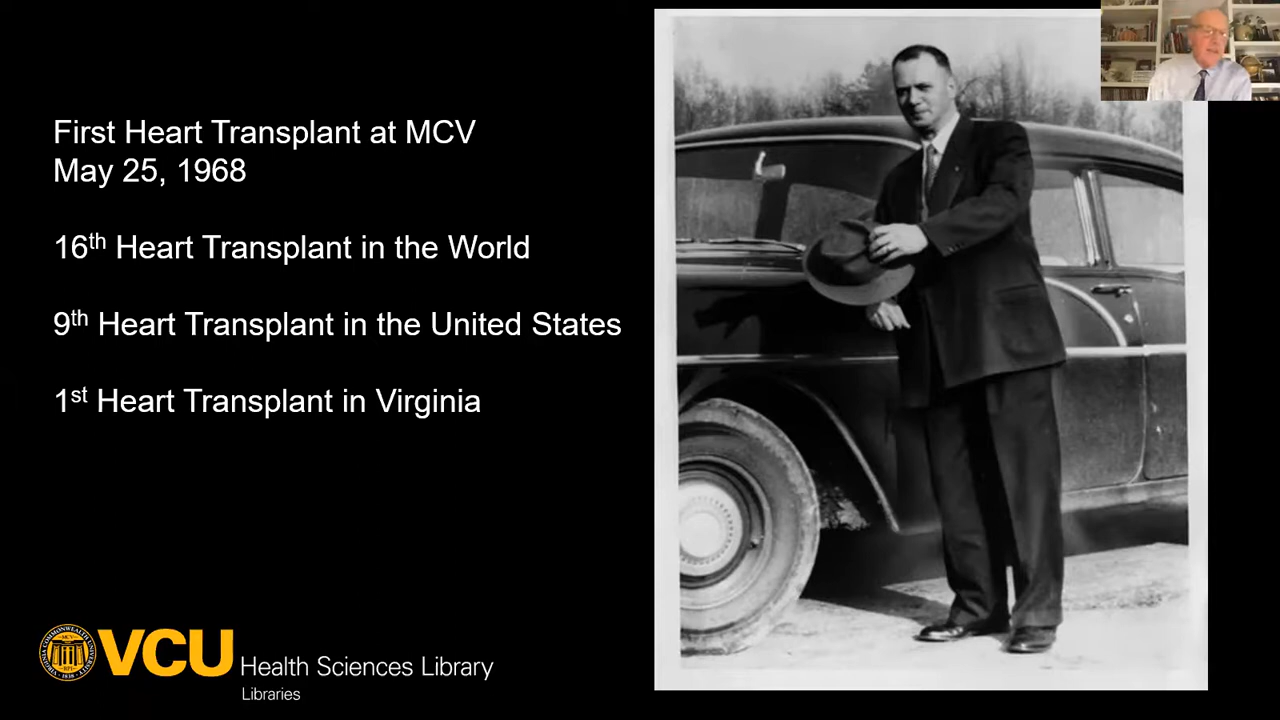 First Heart Transplant at MCV
May 25, 1968
16th Heart Transplant in the World
9th Heart Transplant in the United States
1st Heart Transplant in Virginia
VCU Health Sciences Library
Libraries